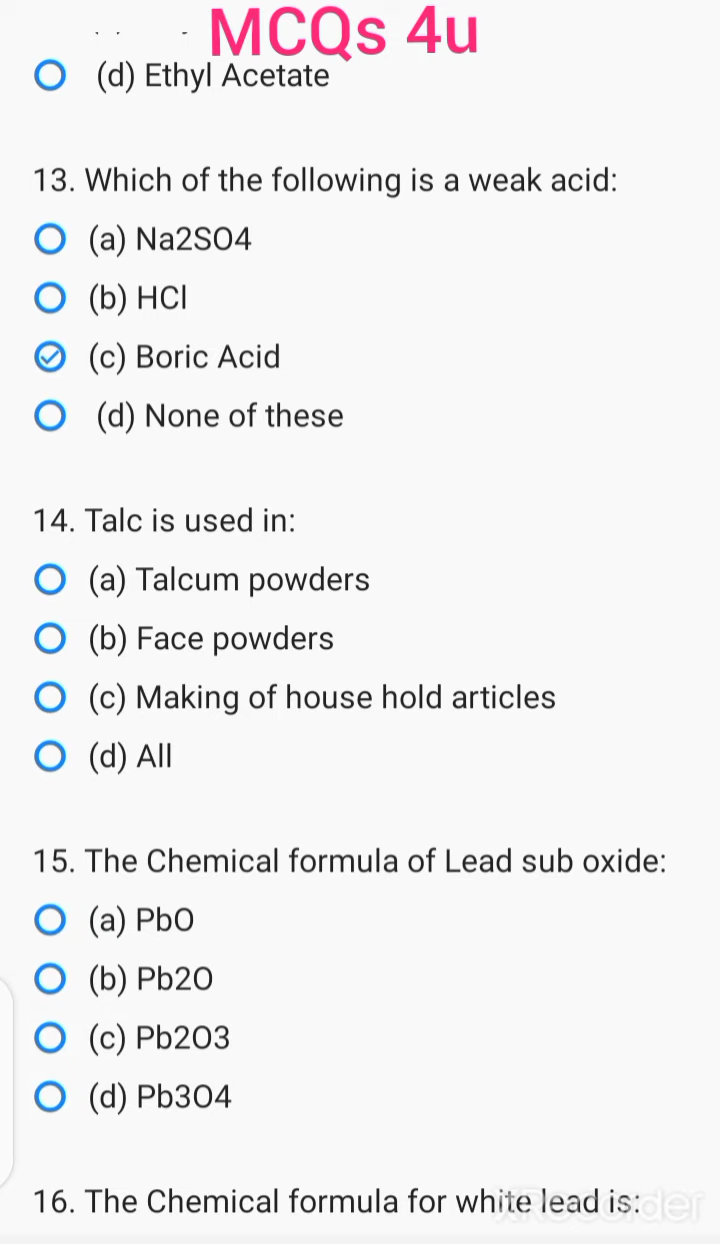 MCQs 4u
(d) Ethyl Acetate
13. Which of the following is a weak acid:
(a) Na2SO4
(b) HCl
(c) Boric Acid
(d) None of these
14. Talc is used in:
(a) Talcum powders
(b) Face powders
(c) Making of house hold articles
(d) All
15. The Chemical formula of Lead sub oxide:
(a) PbO
(b) Pb2O
(c) Pb2O3
(d) Pb3O4
16. The Chemical formula for white lead is:
XRecorder